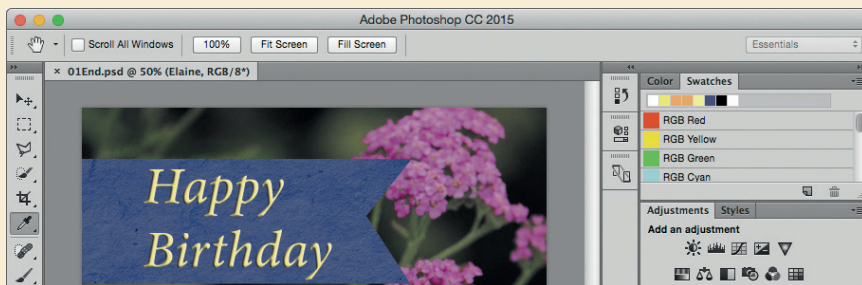 Adobe Photoshop CC 2015
Scroll All Windows 100% Fit Screen Fill Screen Essentials
× 01End.psd @ 50% (Elaine, RGB/8*)
Color Swatches
RGB Red
RGB Yellow
RGB Green
RGB Cyan
Adjustments Styles
Add an adjustment
Happy
Birthday